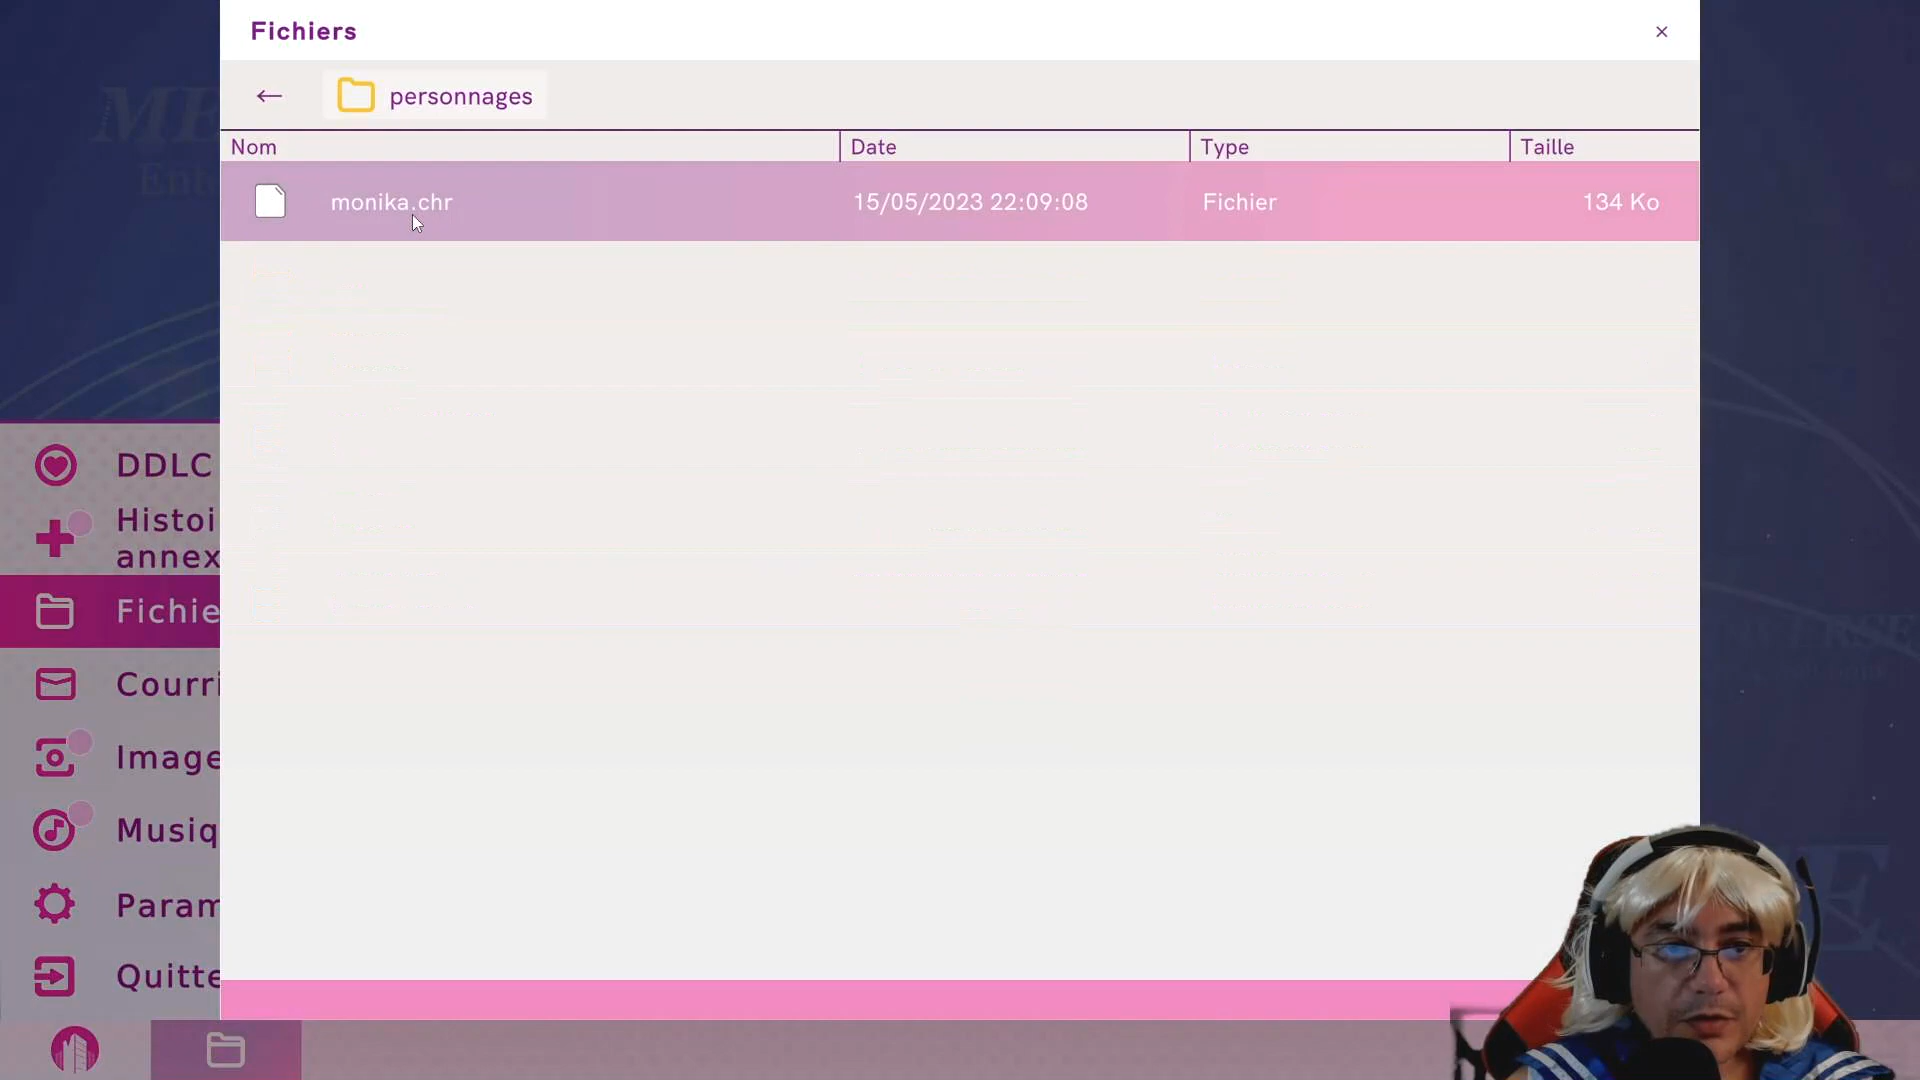 Fichiers
×
← personnages
Nom Date Type Taille
monika.chr 15/05/2023 22:09:08 Fichier 134 Ko
DDLC
Histoi
annex
Fichie
Courri
Image
Musiq
Param
Quitte